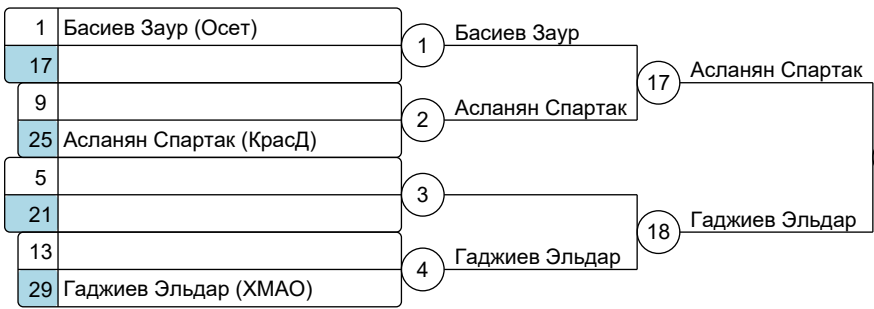 1 Басиев Заур (Осет)
17
1 Басиев Заур
9
25 Асланян Спартак (КрасД)
2 Асланян Спартак
17 Асланян Спартак
5
21
3
13
29 Гаджиев Эльдар (ХМАО)
4 Гаджиев Эльдар
18 Гаджиев Эльдар